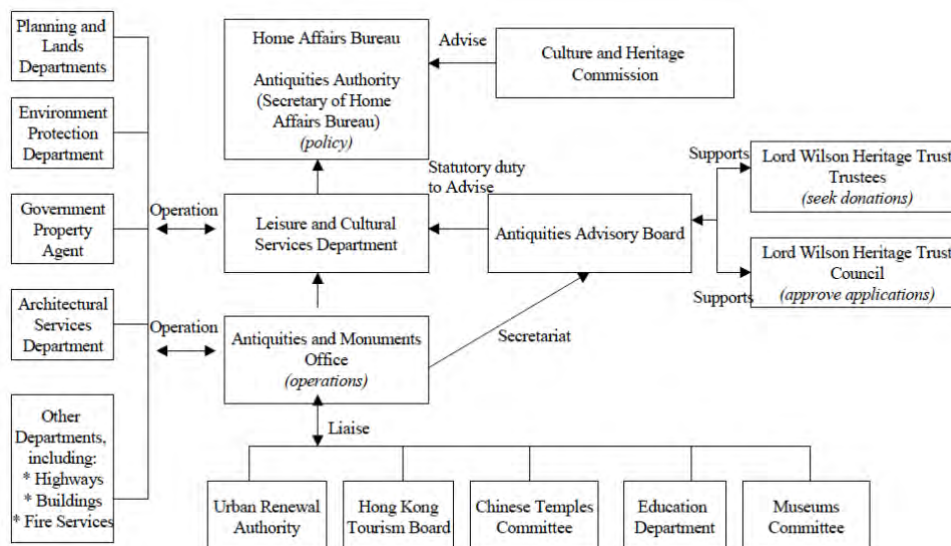 Planning and
Lands
Departments
Environment
Protection
Department
Government
Property
Agent
Architectural
Services
Department
Other
Departments,
including:
* Highways
* Buildings
* Fire Services
Operation
Operation
Home Affairs Bureau
Antiquities Authority
(Secretary of Home
Affairs Bureau)
(policy)
Advise
Culture and Heritage
Commission
Statutory duty
to Advise
Leisure and Cultural
Services Department
Antiquities Advisory Board
Supports
Lord Wilson Heritage Trust
Trustees
(seek donations)
Lord Wilson Heritage Trust
Council
(approve applications)
Supports
Antiquities and Monuments
Office
(operations)
Secretariat
Liaise
Urban Renewal
Authority
Hong Kong
Tourism Board
Chinese Temples
Committee
Education
Department
Museums
Committee